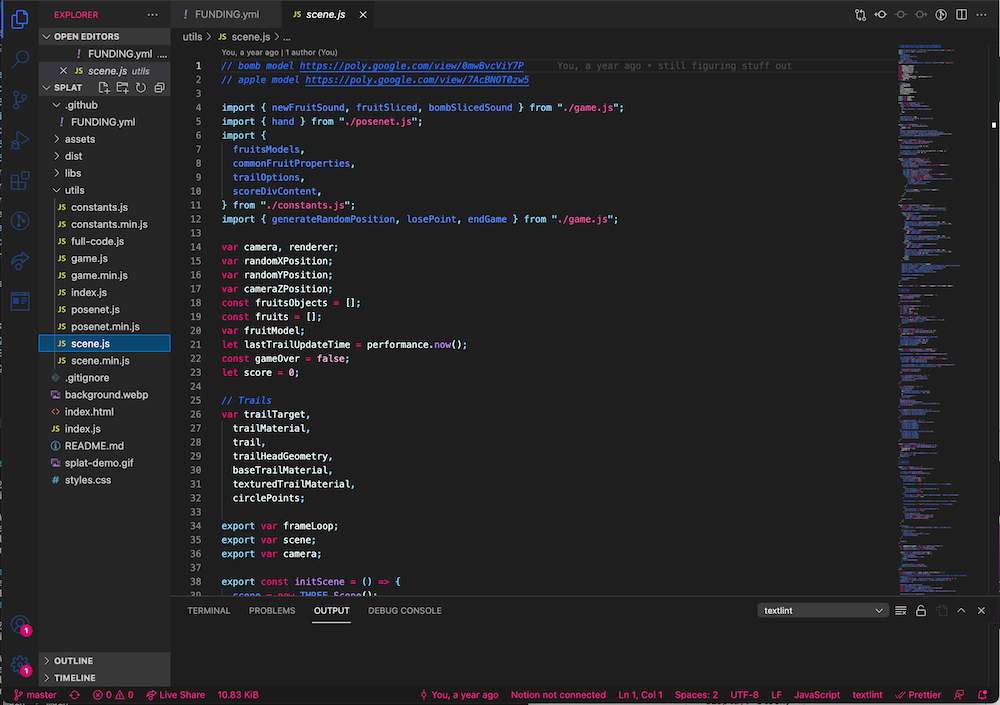 EXPLORER
OPEN EDITORS
! FUNDING.yml ....
JS scene.js utils
SPLAT
.github
! FUNDING.yml
assets
dist
libs
utils
JS constants.js
JS constants.min.js
JS full-code.js
JS game.js
JS game.min.js
JS index.js
JS posenet.js
JS posenet.min.js
JS scene.js
JS scene.min.js
.gitignore
background.webp
index.html
JS index.js
README.md
splat-demo.gif
# styles.css
OUTLINE
TIMELINE
! FUNDING.yml
JS scene.js
utils > JS scene.js > ...
You, a year ago | 1 author (You)
1 // bomb model https://poly.google.com/view/0mwBvcViY7P You, a year ago • still figuring stuff out
2 // apple model https://poly.google.com/view/7AcBNOT0zw5
3
4 import { newFruitSound, fruitSliced, bombSlicedSound } from "./game.js";
5 import { hand } from "./posenet.js";
6 import {
7 fruitsModels,
8 commonFruitProperties,
9 trailOptions,
10 scoreDivContent,
11 } from "./constants.js";
12 import { generateRandomPosition, losePoint, endGame } from "./game.js";
13
14 var camera, renderer;
15 var randomXPosition;
16 var randomYPosition;
17 var cameraZPosition;
18 const fruitsObjects = [];
19 const fruits = [];
20 var fruitModel;
21 let lastTrailUpdateTime = performance.now();
22 const gameOver = false;
23 let score = 0;
24
25 // Trails
26 var trailTarget,
27 trailMaterial,
28 trail,
29 trailHeadGeometry,
30 baseTrailMaterial,
31 texturedTrailMaterial,
32 circlePoints;
33
34 export var frameLoop;
35 export var scene;
36 export var camera;
37
38 export const initScene = () => {
39 scene = new THREE.Scene();
TERMINAL PROBLEMS OUTPUT DEBUG CONSOLE
textlint
1
1
master 0 0 Live Share 10.83 KiB You, a year ago Notion not connected Ln 1, Col 1 Spaces: 2 UTF-8 LF JavaScript textlint Prettier